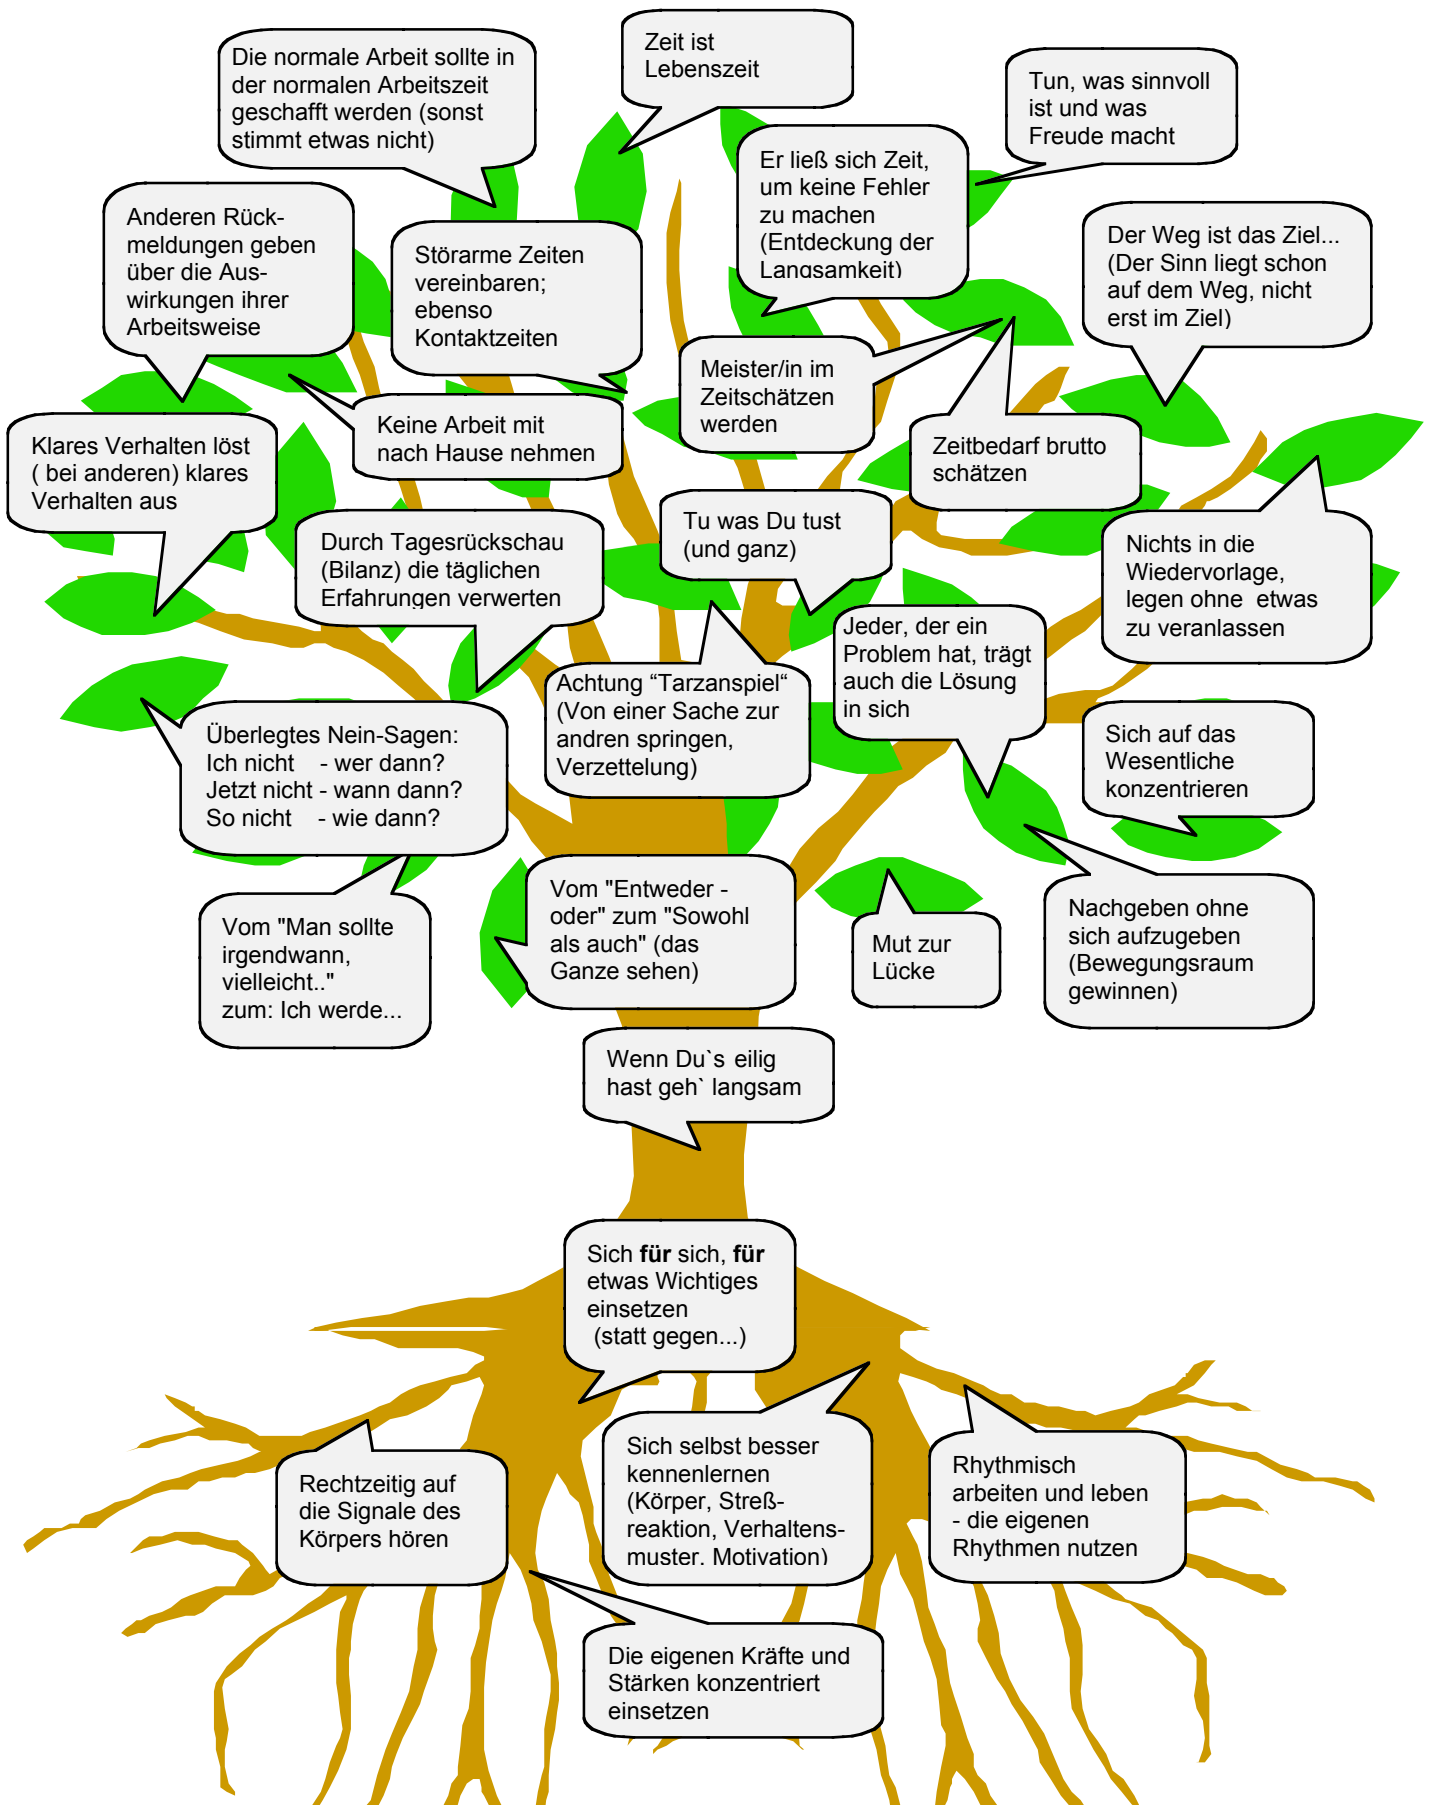 Die normale Arbeit sollte in
der normalen Arbeitszeit
geschafft werden (sonst
stimmt etwas nicht)
Zeit ist
Lebenszeit
Tun, was sinnvoll
ist und was
Freude macht
Er ließ sich Zeit,
um keine Fehler
zu machen
(Entdeckung der
Langsamkeit)
Anderen Rück-
meldungen geben
über die Aus-
wirkungen ihrer
Arbeitsweise
Störarme Zeiten
vereinbaren;
ebenso
Kontaktzeiten
Der Weg ist das Ziel...
(Der Sinn liegt schon
auf dem Weg, nicht
erst im Ziel)
Meister/in im
Zeitschätzen
werden
Keine Arbeit mit
nach Hause nehmen
Zeitbedarf brutto
schätzen
Klares Verhalten löst
( bei anderen) klares
Verhalten aus
Tu was Du tust
(und ganz)
Durch Tagesrückschau
(Bilanz) die täglichen
Erfahrungen verwerten
Nichts in die
Wiedervorlage,
legen ohne  etwas
zu veranlassen
Jeder, der ein
Problem hat, trägt
auch die Lösung
in sich
Achtung “Tarzanspiel“
(Von einer Sache zur
andren springen,
Verzettelung)
Überlegtes Nein-Sagen:
Ich nicht    - wer dann?
Jetzt nicht - wann dann?
So nicht    - wie dann?
Sich auf das
Wesentliche
konzentrieren
Vom "Entweder -
oder" zum "Sowohl
als auch" (das
Ganze sehen)
Nachgeben ohne
sich aufzugeben
(Bewegungsraum
gewinnen)
Vom "Man sollte
irgendwann,
vielleicht.."
zum: Ich werde...
Mut zur
Lücke
Wenn Du`s eilig
hast geh` langsam
Sich für sich, für
etwas Wichtiges
einsetzen
(statt gegen...)
Sich selbst besser
kennenlernen
(Körper, Streß-
reaktion, Verhaltens-
muster, Motivation)
Rhythmisch
arbeiten und leben
- die eigenen
Rhythmen nutzen
Rechtzeitig auf
die Signale des
Körpers hören
Die eigenen Kräfte und
Stärken konzentriert
einsetzen